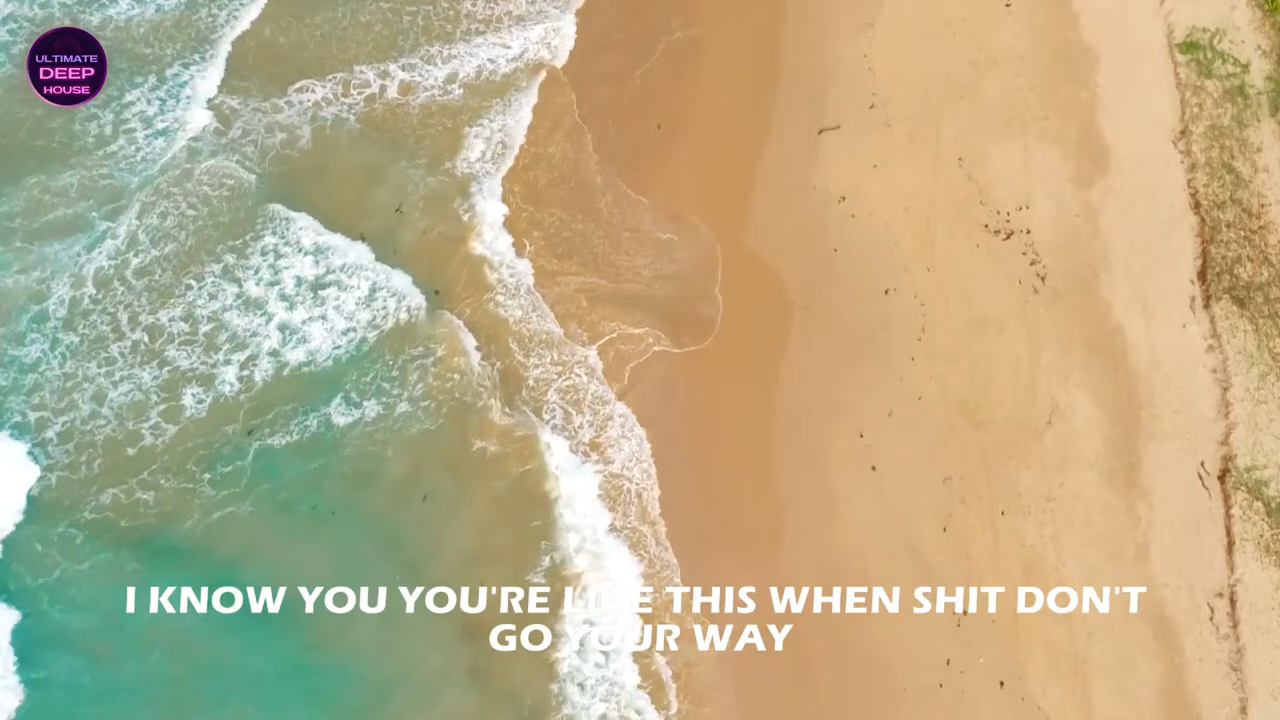 ULTIMATE
DEEP
HOUSE
I KNOW YOU YOU'RE LIKE THIS WHEN SHIT DON'T
GO YOUR WAY